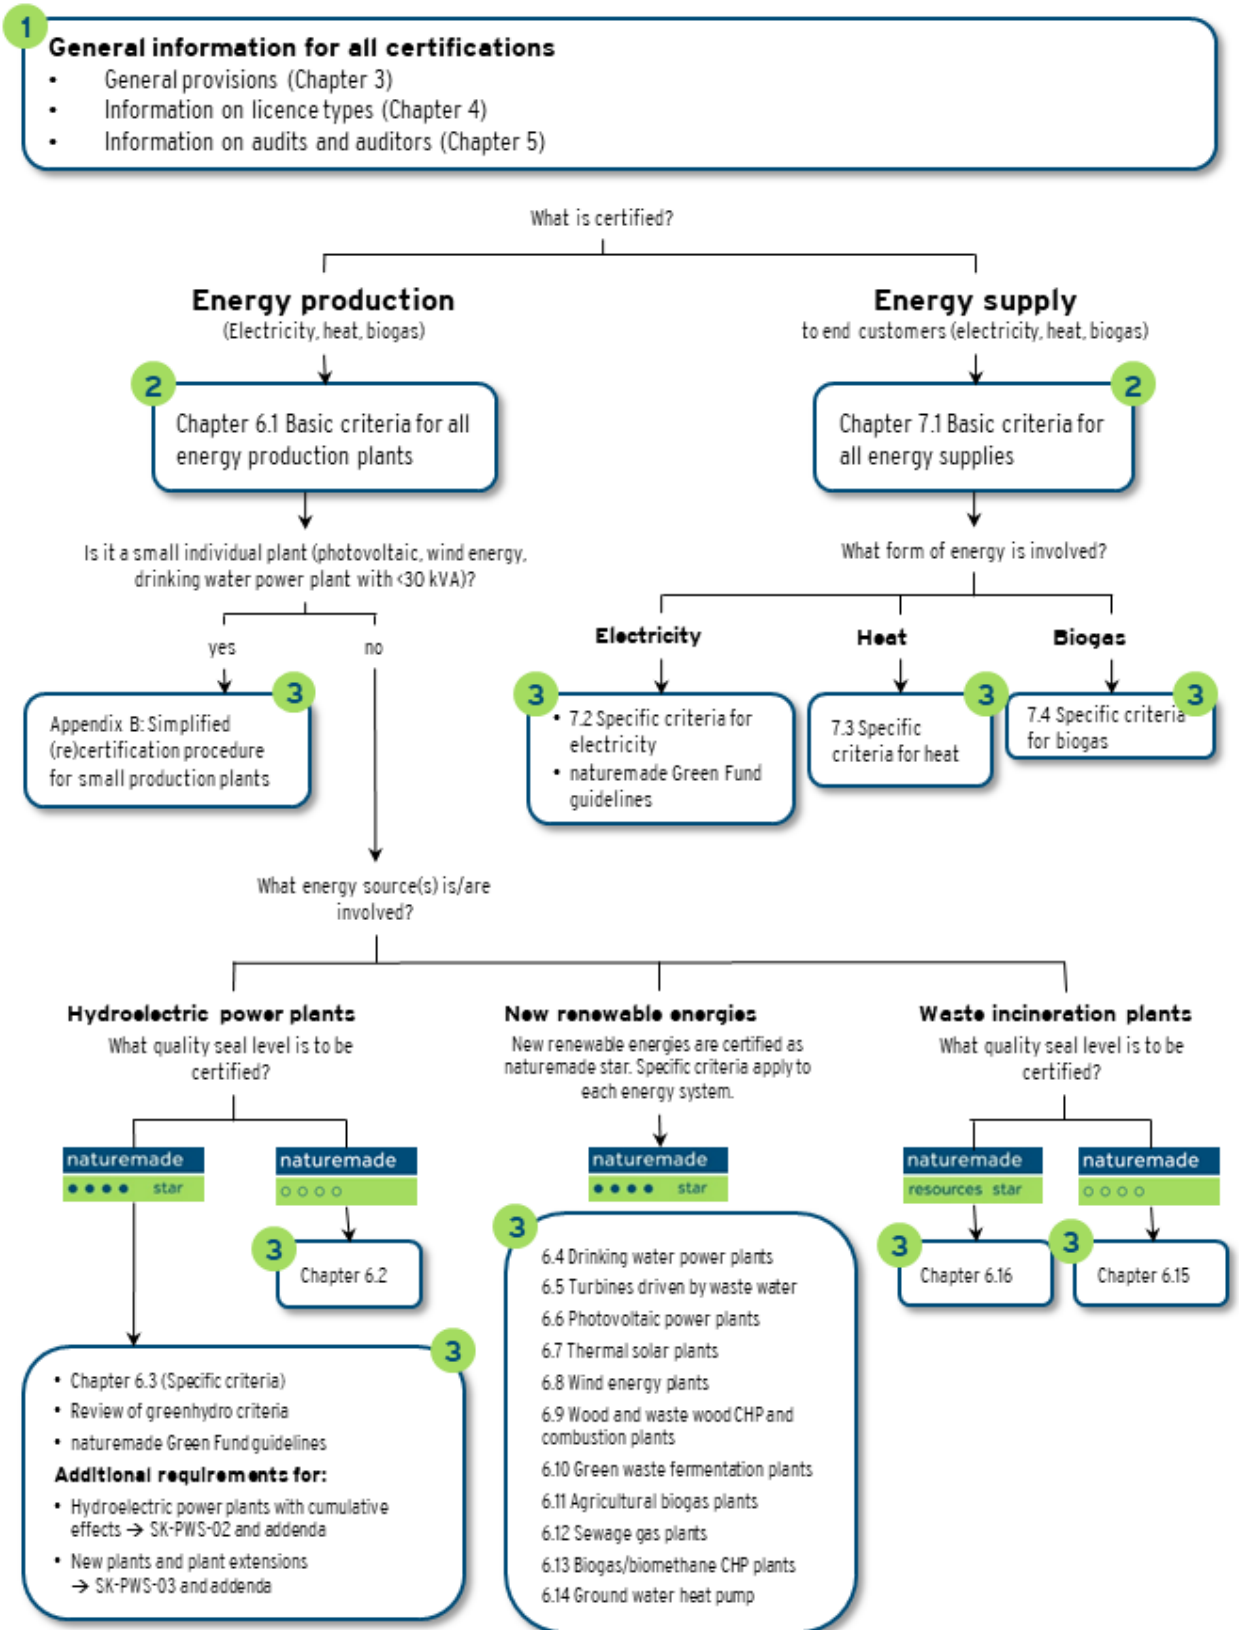 1
General information for all certifications
• General provisions (Chapter 3)
• Information on licence types (Chapter 4)
• Information on audits and auditors (Chapter 5)
What is certified?
Energy production
(Electricity, heat, biogas)
2
Chapter 6.1 Basic criteria for all
energy production plants
Is it a small individual plant (photovoltaic, wind energy,
drinking water power plant with <30 kVA)?
yes
no
3
Appendix B: Simplified
(re)certification procedure
for small production plants
Energy supply
to end customers (electricity, heat, biogas)
2
Chapter 7.1 Basic criteria for
all energy supplies
What form of energy is involved?
Electricity
Heat
Biogas
3
• 7.2 Specific criteria for
electricity
• naturemade Green Fund
guidelines
3
7.3 Specific
criteria for heat
3
7.4 Specific criteria
for biogas
What energy source(s) is/are
involved?
Hydroelectric power plants
What quality seal level is to be
certified?
naturemade
star
naturemade
3
Chapter 6.2
3
• Chapter 6.3 (Specific criteria)
• Review of greenhydro criteria
• naturemade Green Fund guidelines
Additional requirements for:
• Hydroelectric power plants with cumulative
effects → SK-PWS-02 and addenda
• New plants and plant extensions
→ SK-PWS-03 and addenda
New renewable energies
New renewable energies are certified as
naturemade star. Specific criteria apply to
each energy system.
naturemade
star
3
6.4 Drinking water power plants
6.5 Turbines driven by waste water
6.6 Photovoltaic power plants
6.7 Thermal solar plants
6.8 Wind energy plants
6.9 Wood and waste wood CHP and
combustion plants
6.10 Green waste fermentation plants
6.11 Agricultural biogas plants
6.12 Sewage gas plants
6.13 Biogas/biomethane CHP plants
6.14 Ground water heat pump
Waste incineration plants
What quality seal level is to be
certified?
naturemade
resources star
naturemade
3
Chapter 6.16
3
Chapter 6.15